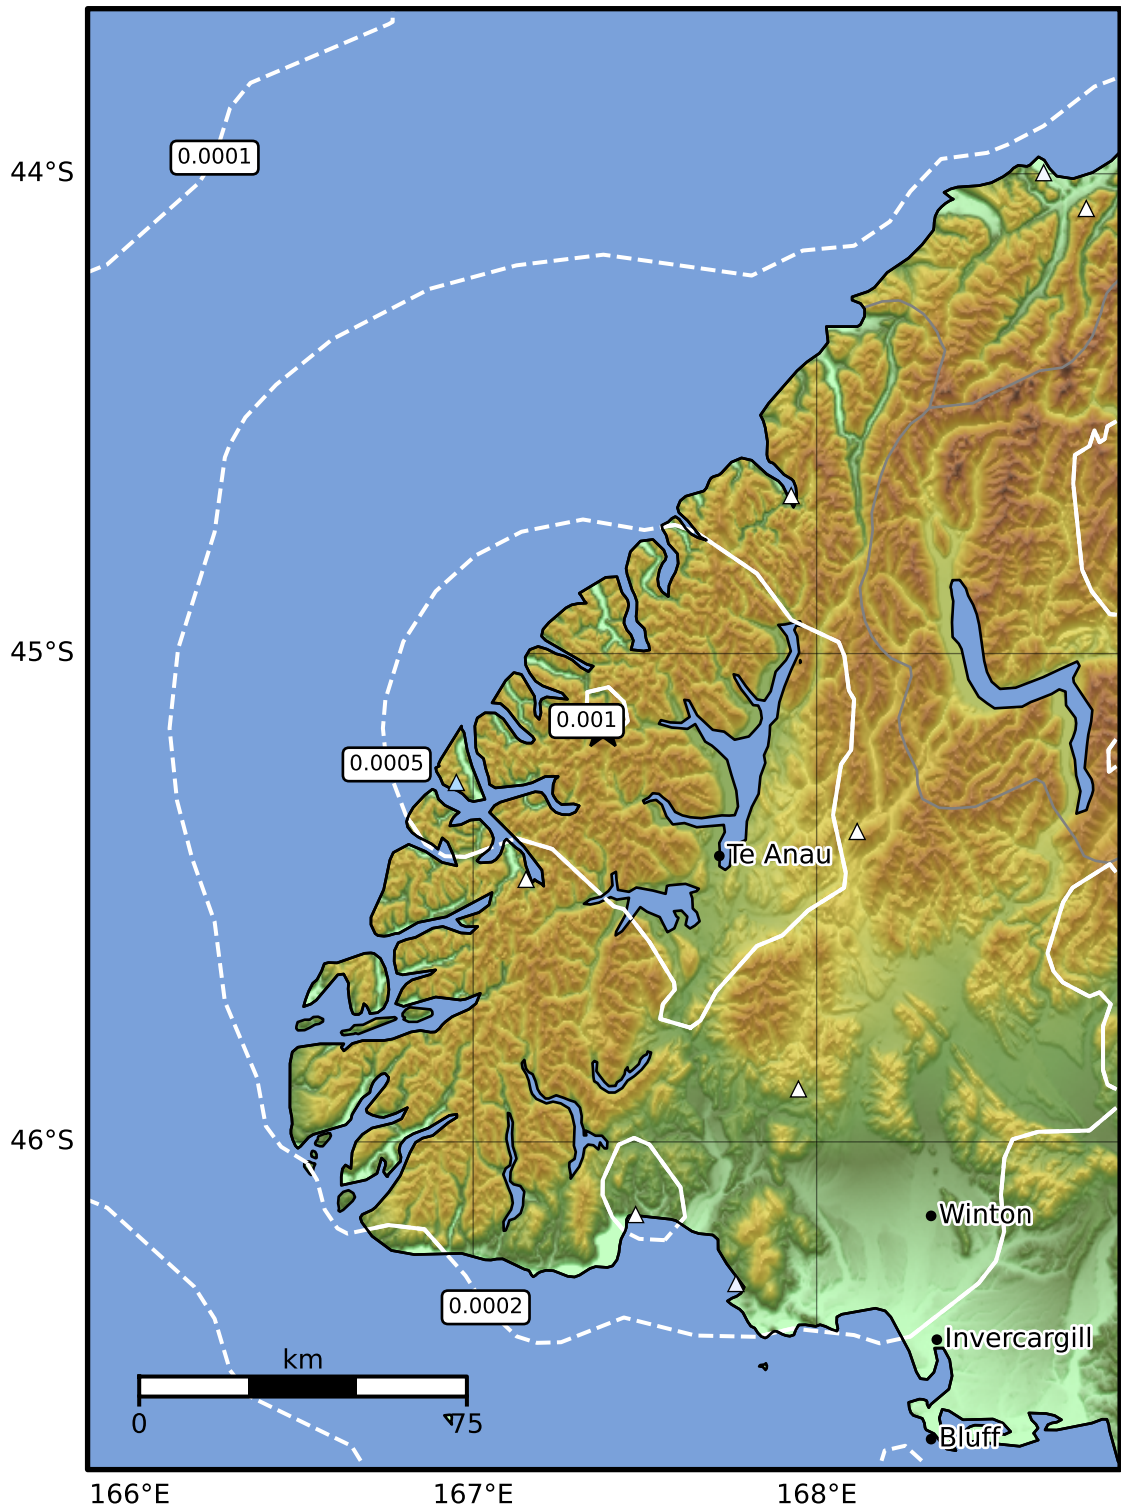 0.0001
44°S
45°S
0.001
0.0005
Te Anau
46°S
Winton
0.0002
Invercargill
km
0 75
Bluff
166°E 167°E 168°E